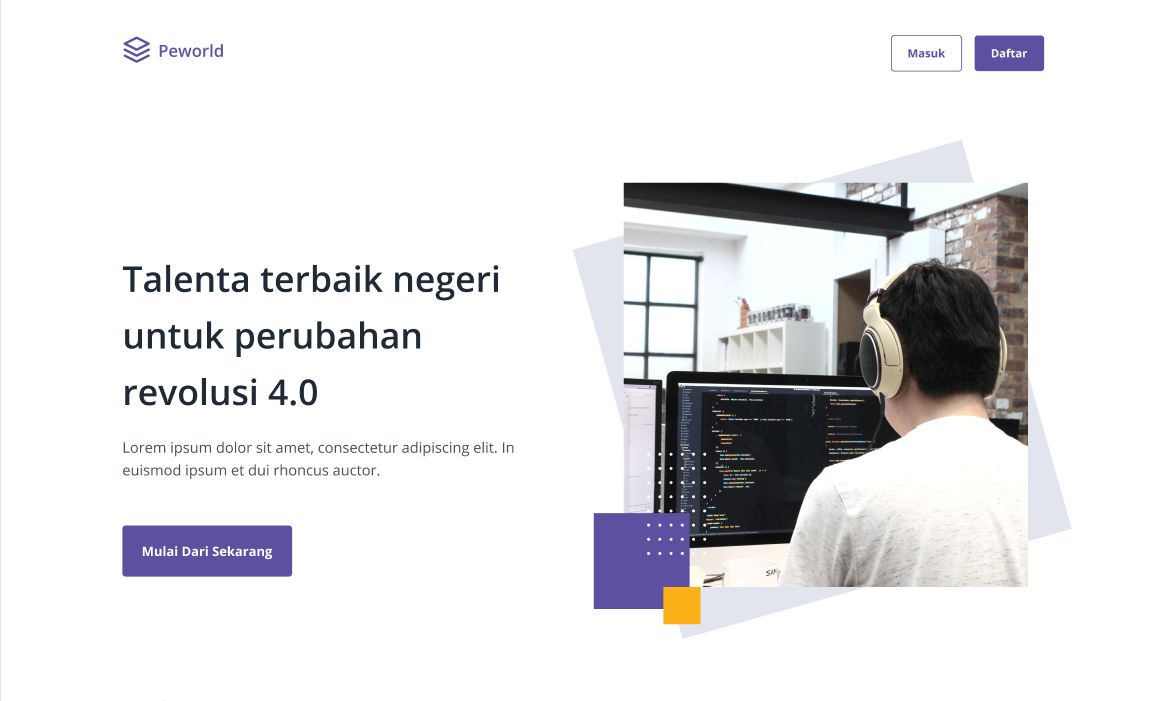 Peworld
Masuk
Daftar
Talenta terbaik negeri
untuk perubahan
revolusi 4.0
Lorem ipsum dolor sit amet, consectetur adipiscing elit. In
euismod ipsum et dui rhoncus auctor.
Mulai Dari Sekarang